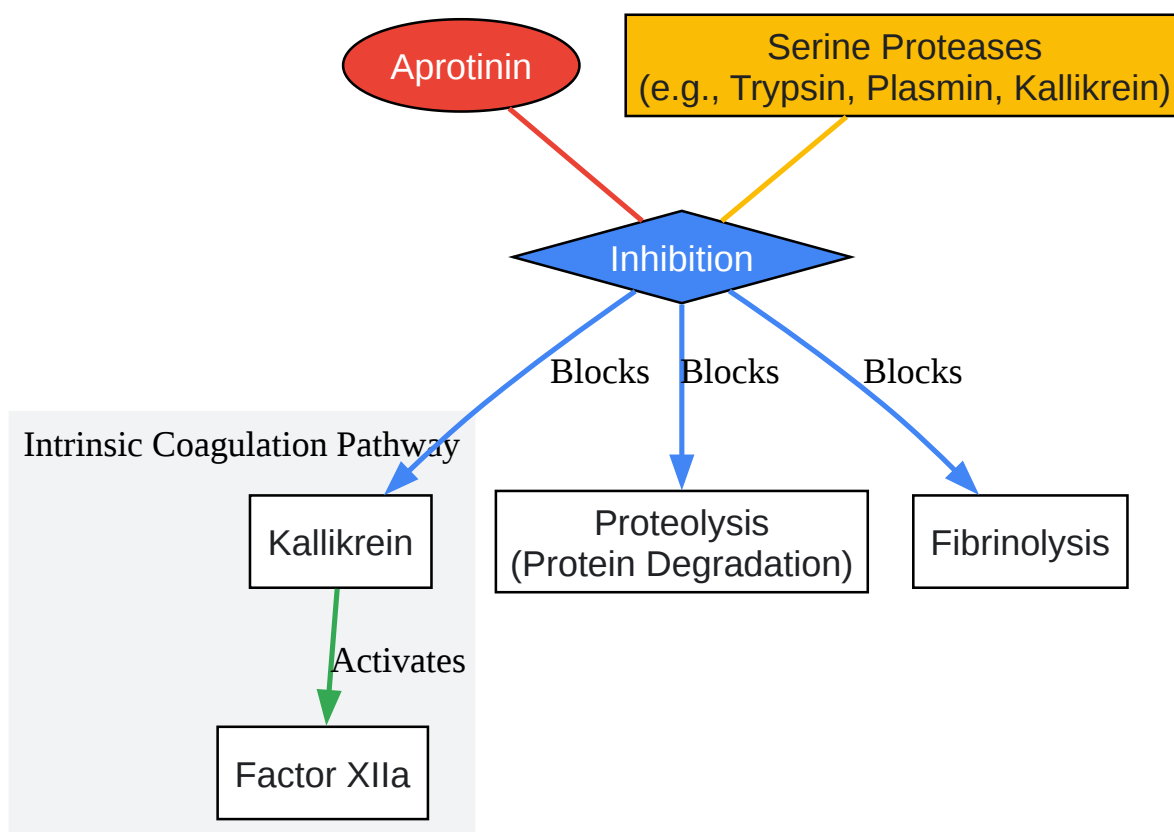 Aprotinin
Serine Proteases
(e.g., Trypsin, Plasmin, Kallikrein)
Inhibition
Blocks
Blocks
Blocks
Intrinsic Coagulation Pathway
Kallikrein
Proteolysis
(Protein Degradation)
Fibrinolysis
Activates
Factor XIIa